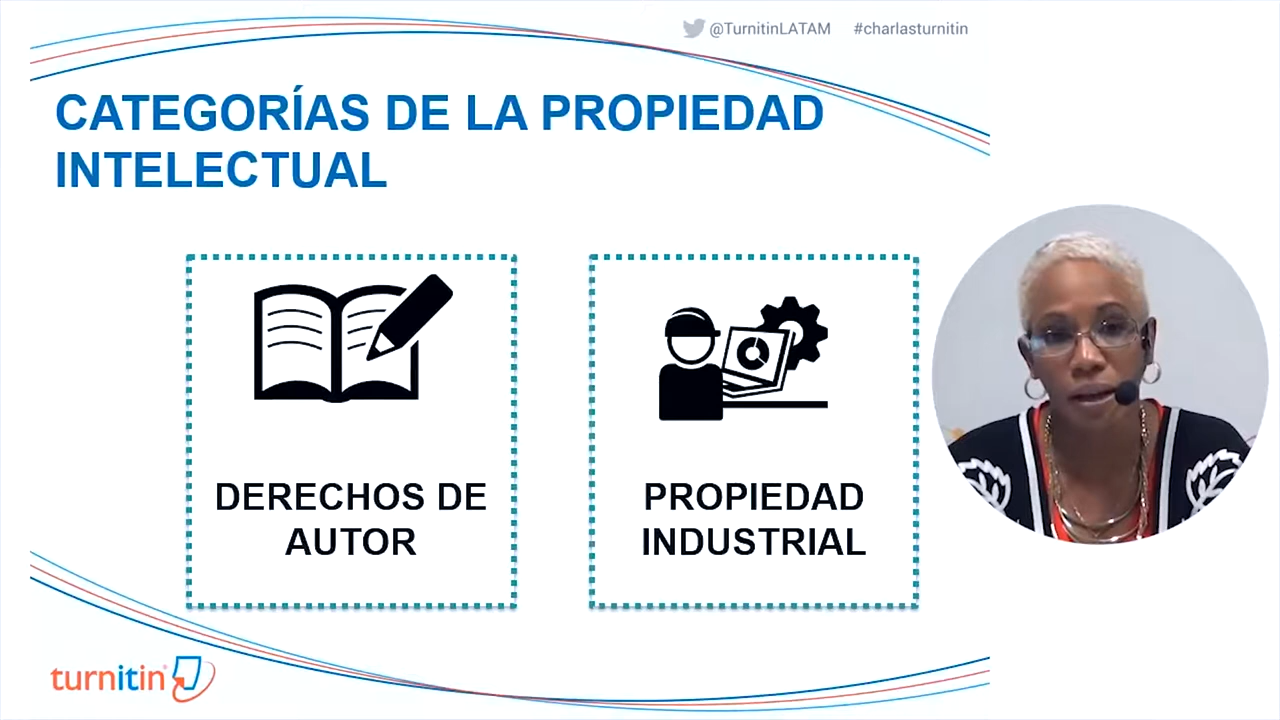 @TurnitinLATAM #charlasturnitin
CATEGORÍAS DE LA PROPIEDAD
INTELECTUAL
DERECHOS DE
AUTOR
PROPIEDAD
INDUSTRIAL
turnitin